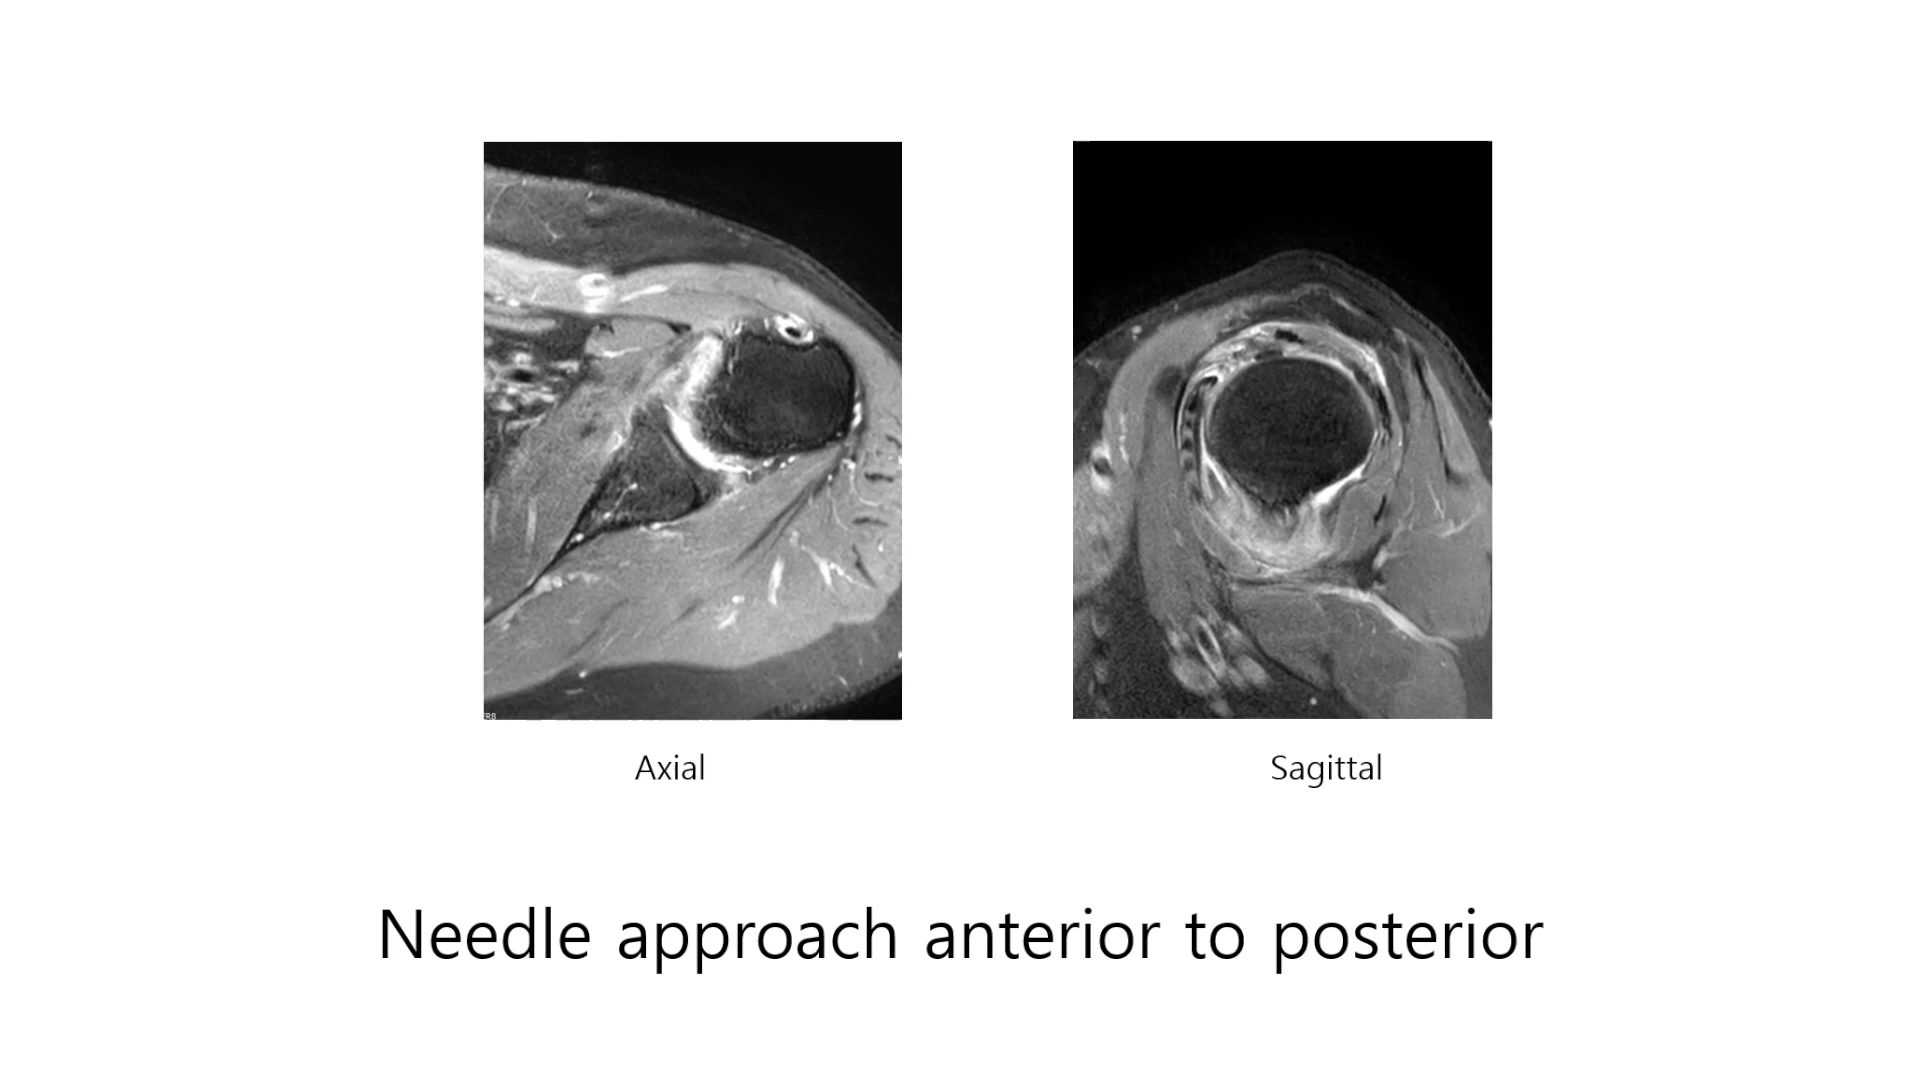 Axial
Sagittal
Needle approach anterior to posterior